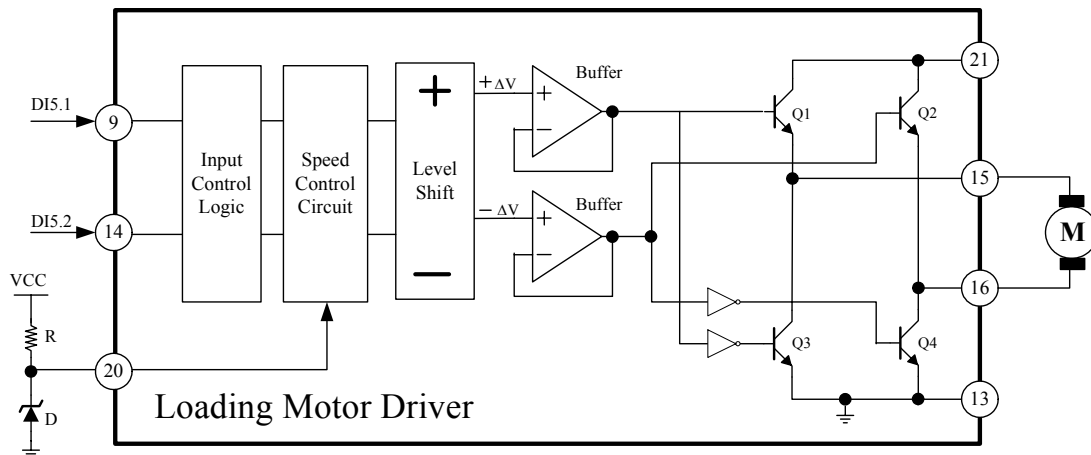 DI5.1
9
DI5.2
14
VCC
R
20
D
Input
Control
Logic
Speed
Control
Circuit
+
Level
Shift
−
+ ΔV
Buffer
+
−
− ΔV
Buffer
+
−
Q1
Q2
Q3
Q4
21
15
16
13
M
Loading Motor Driver